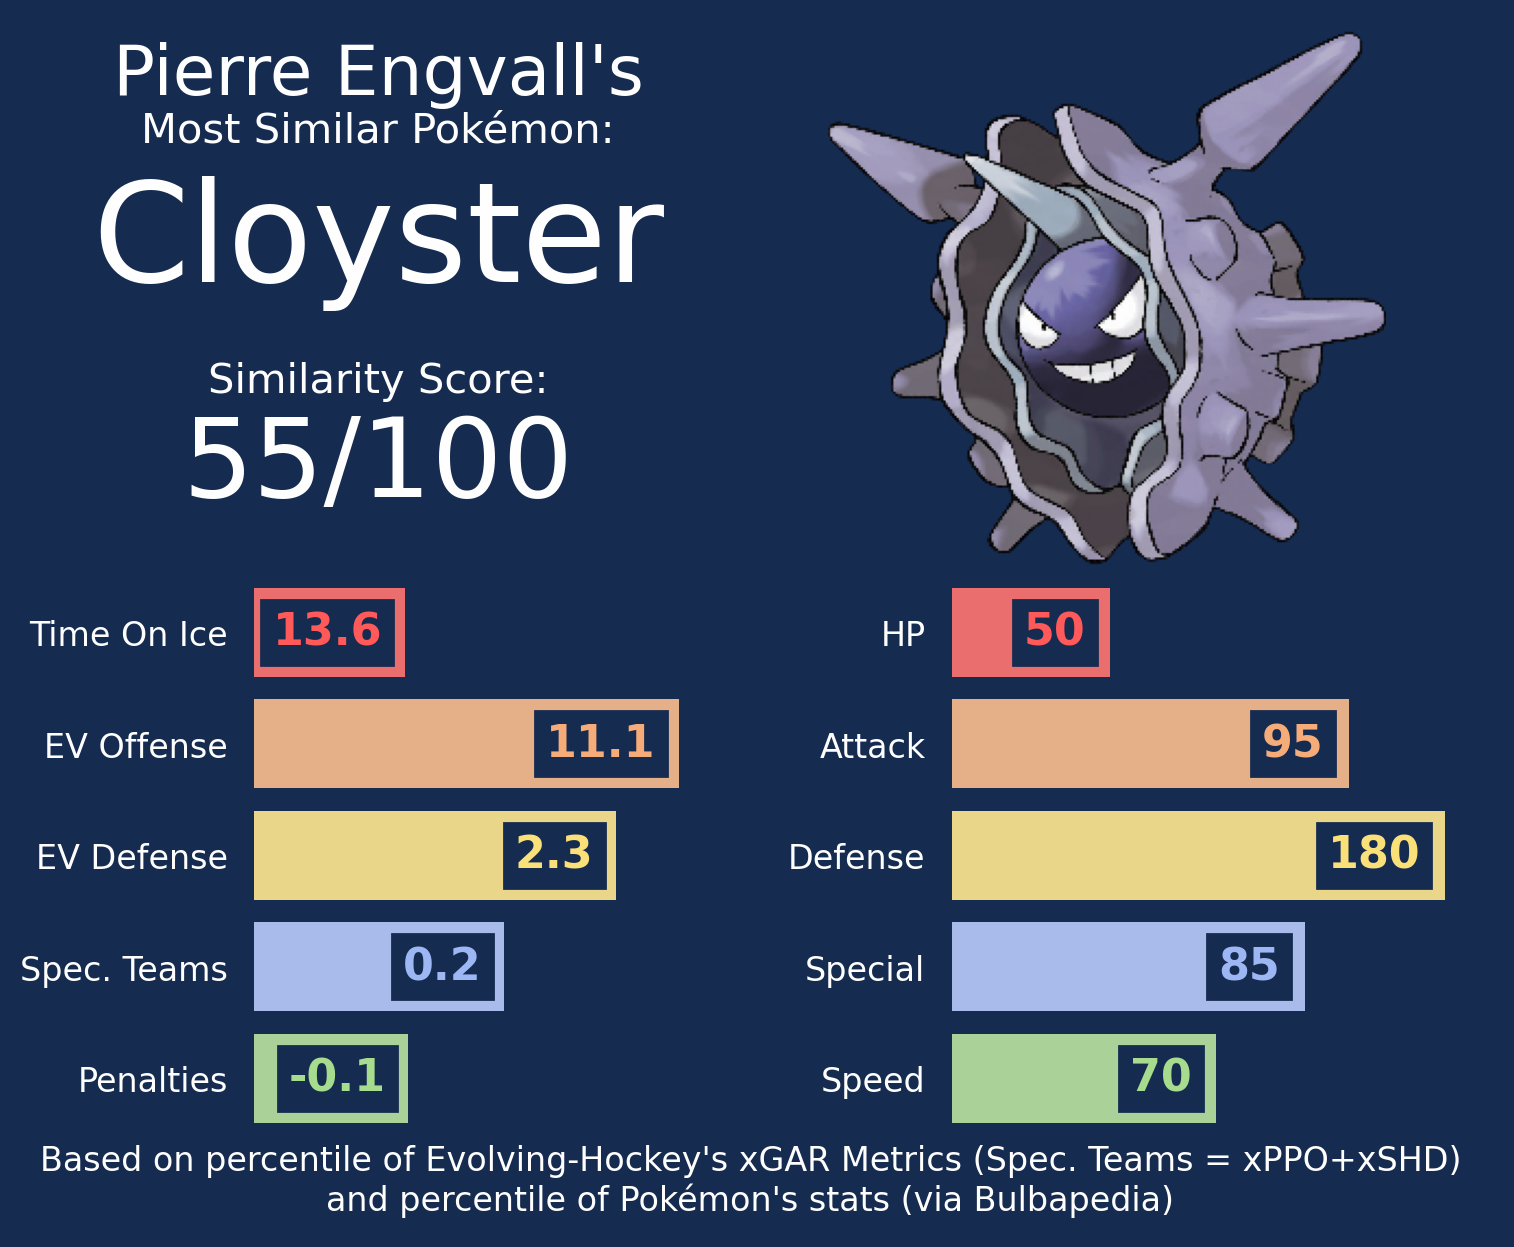 Pierre Engvall's
Most Similar Pokémon:
Cloyster
Similarity Score:
55/100
Time On Ice 13.6
EV Offense 11.1
EV Defense 2.3
Spec. Teams 0.2
Penalties -0.1
HP 50
Attack 95
Defense 180
Special 85
Speed 70
Based on percentile of Evolving-Hockey's xGAR Metrics (Spec. Teams = xPPO+xSHD)
and percentile of Pokémon's stats (via Bulbapedia)